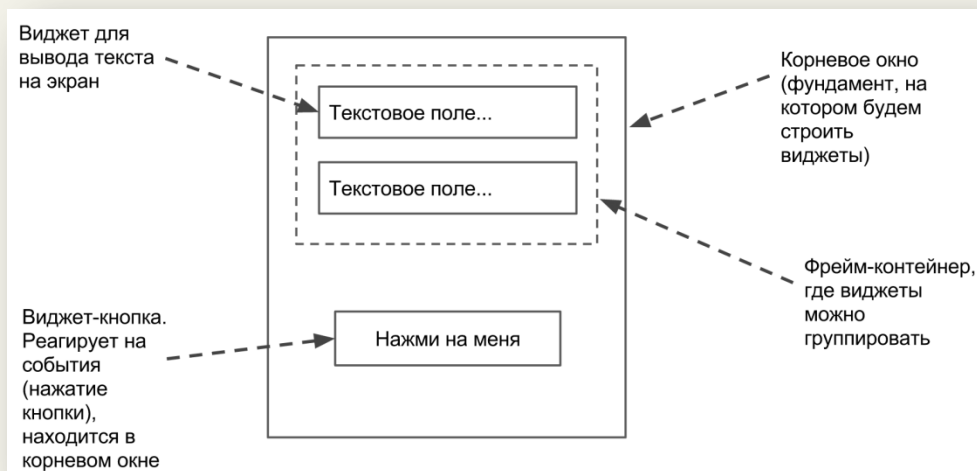 Виджет для
вывода текста
на экран
Текстовое поле...
Текстовое поле...
Корневое окно
(фундамент, на
котором будем
строить
виджеты)
Фрейм-контейнер,
где виджеты
можно
группировать
Виджет-кнопка.
Реагирует на
события
(нажатие
кнопки),
находится в
корневом окне
Нажми на меня